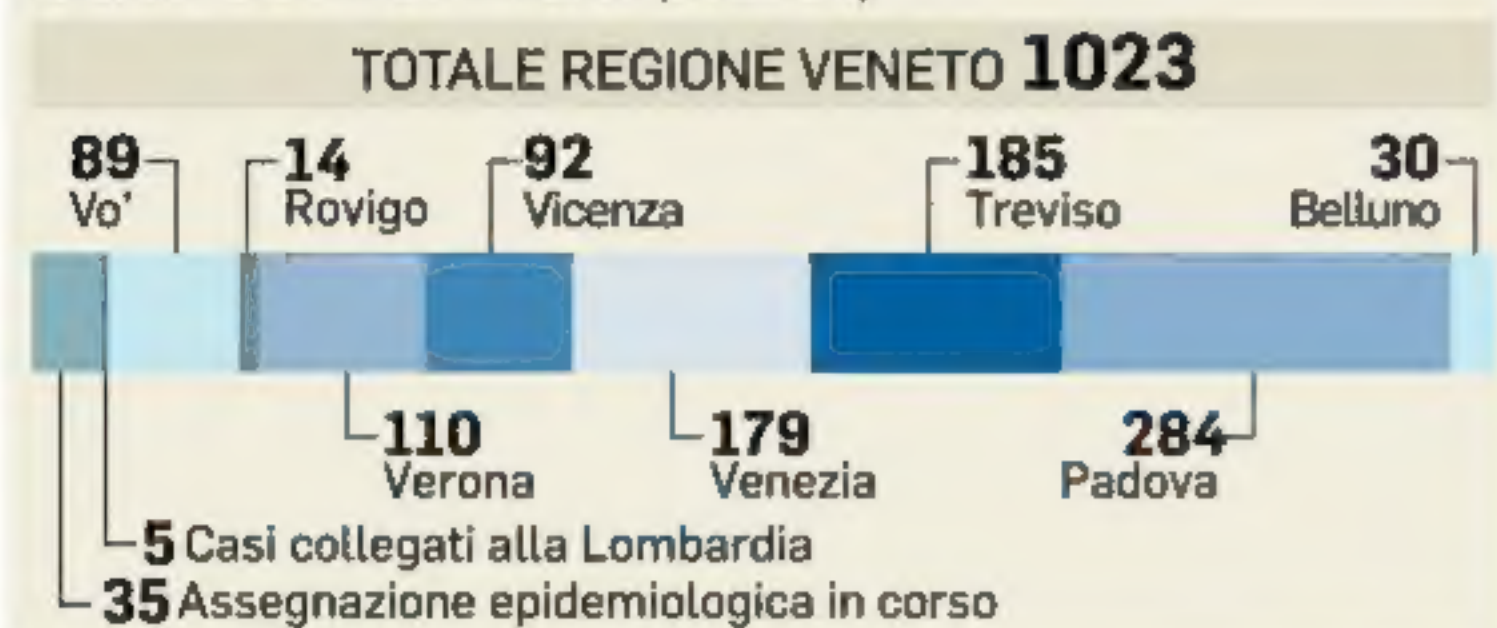 TOTALE REGIONE VENETO 1023
89
Vo'
14
Rovigo
92
Vicenza
185
Treviso
30
Belluno
110
Verona
179
Venezia
284
Padova
5 Casi collegati alla Lombardia
35 Assegnazione epidemiologica in corso